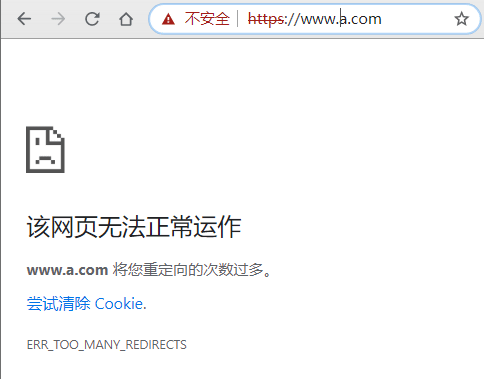 不安全 https://www.a.com
该网页无法正常运作
www.a.com 将您重定向的次数过多。
尝试清除 Cookie.
ERR_TOO_MANY_REDIRECTS